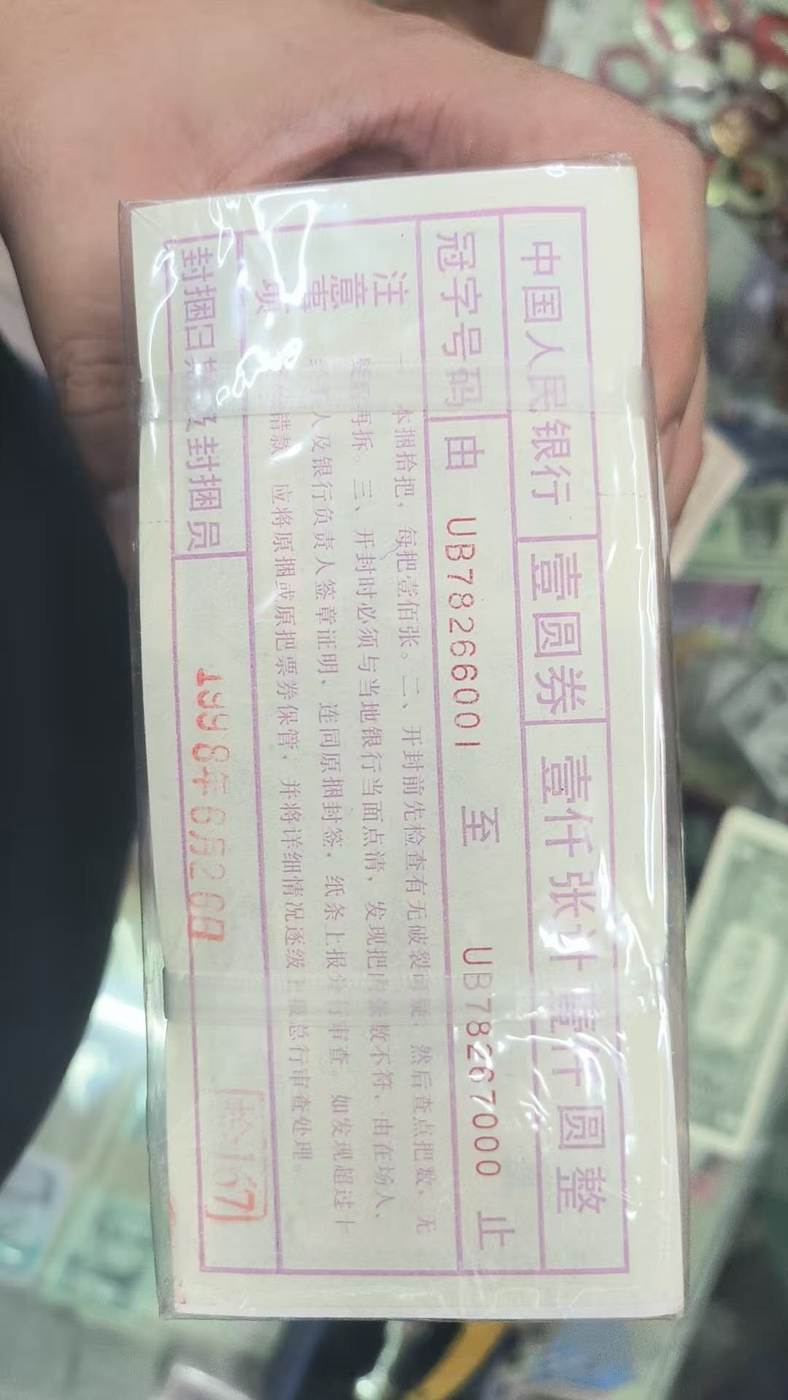 中国人民银行 壹圆券 壹仟张计 壹仟圆整
冠字号码 由 UB78266001 至 UB78267000 止
注意事项
一、本捆拾把，每把壹佰张。二、开封前先检查有无破裂可疑，然后查点把数，无
再拆。三、开封时必须与当地银行当面点清，发现把内张数不符，由在场人、
人及银行负责人签章证明，连同原捆封签，纸条上报分行审查。如发现超过十
错款，应将原捆或原把票券保管，并将详细情况逐级上报总行审查处理。
封捆日期及封捆员 1998年6月26日
检167